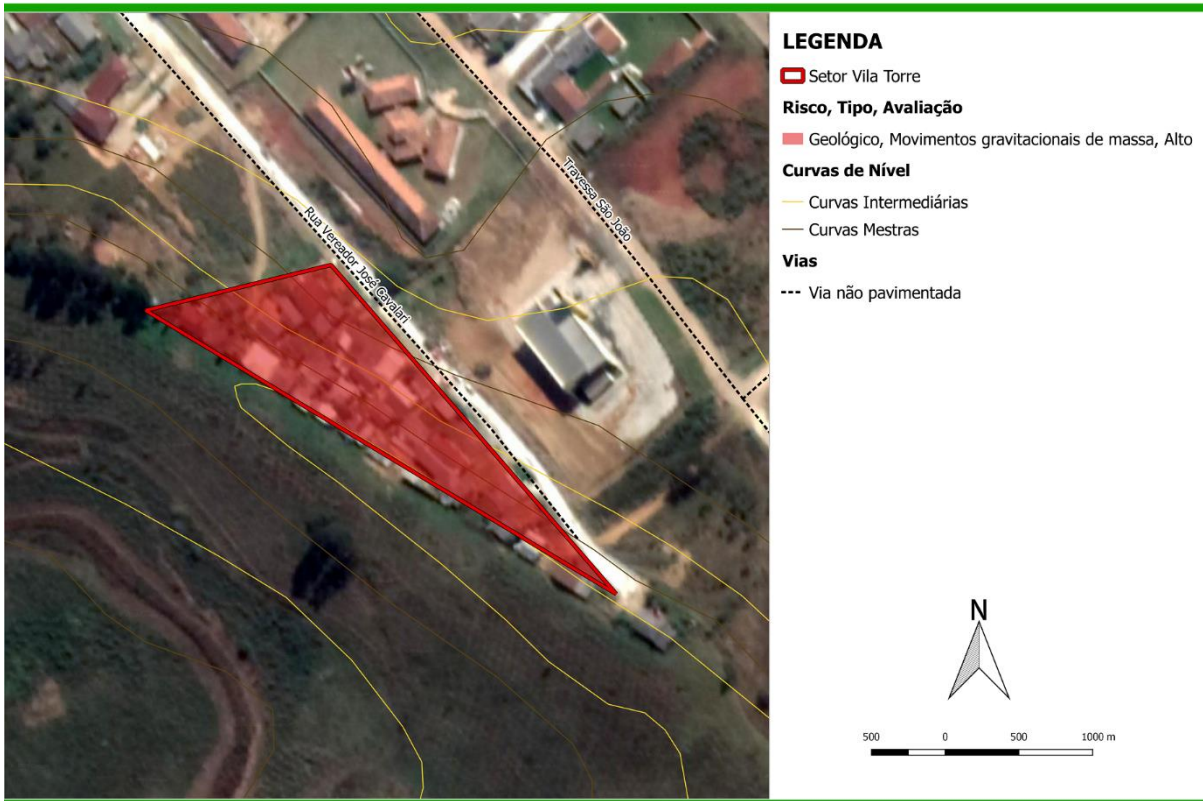 LEGENDA
Setor Vila Torre
Risco, Tipo, Avaliação
Geológico, Movimentos gravitacionais de massa, Alto
Curvas de Nível
Curvas Intermediárias
Curvas Mestras
Vias
Via não pavimentada
Travessa São João
Rua Vereador José Cavalari
N
500 0 500 1000 m